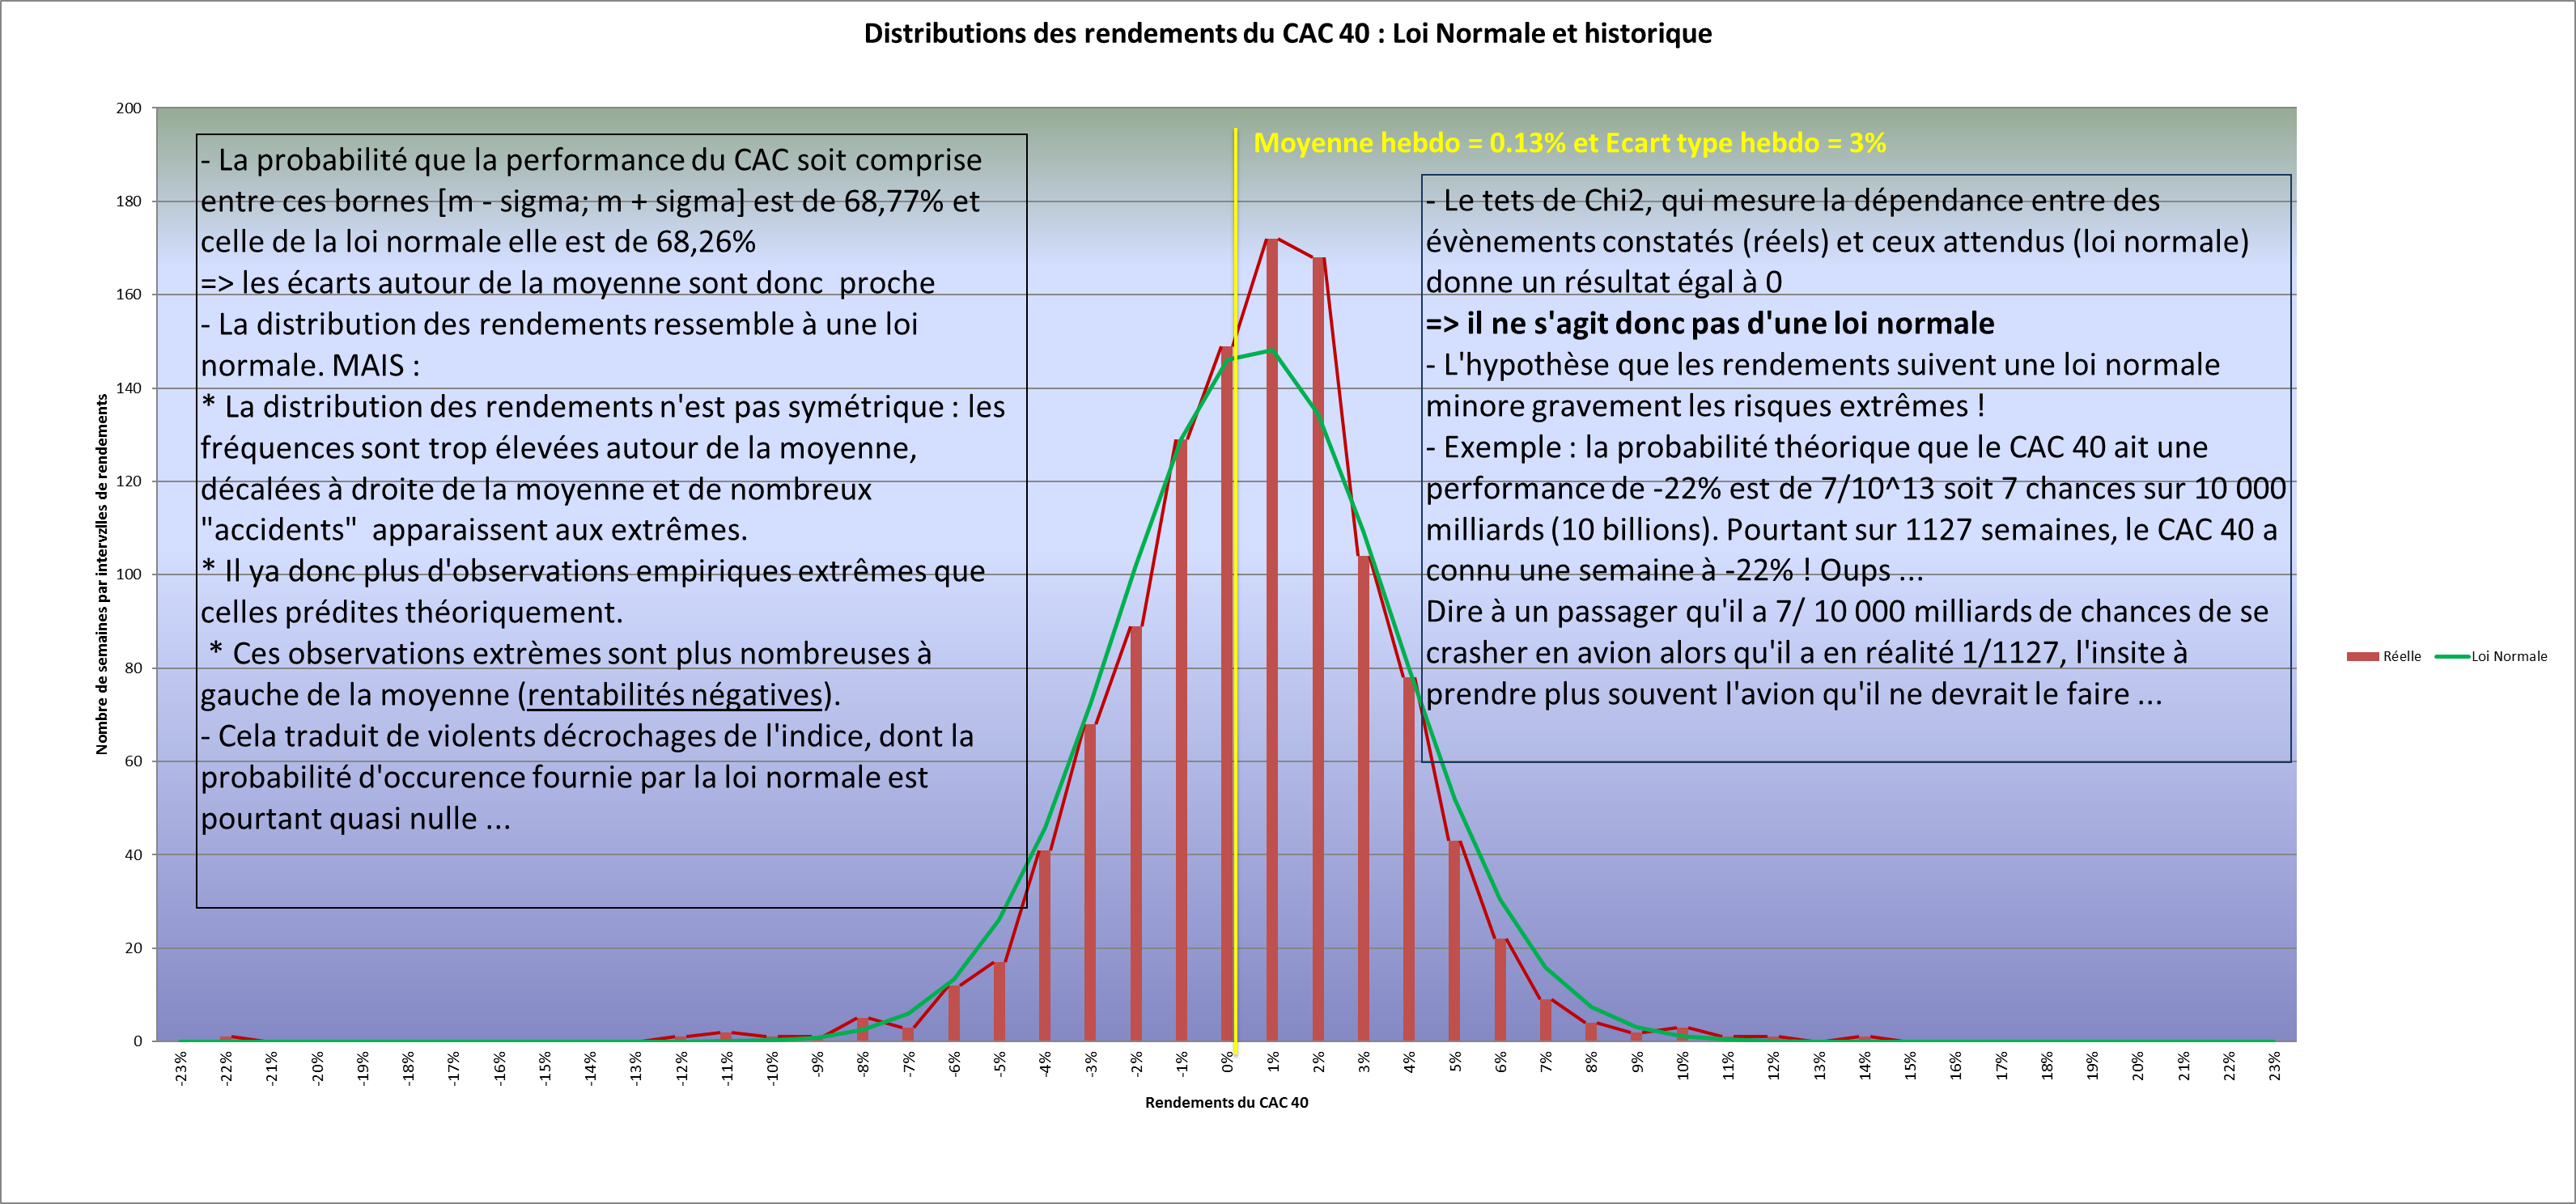 Distributions des rendements du CAC 40 : Loi Normale et historique
Moyenne hebdo = 0.13% et Ecart type hebdo = 3%
- La probabilité que la performance du CAC soit comprise
entre ces bornes [m - sigma; m + sigma] est de 68,77% et
celle de la loi normale elle est de 68,26%
=> les écarts autour de la moyenne sont donc  proche
- La distribution des rendements ressemble à une loi
normale. MAIS :
* La distribution des rendements n'est pas symétrique : les
fréquences sont trop élevées autour de la moyenne,
décalées à droite de la moyenne et de nombreux
"accidents"  apparaissent aux extrêmes.
* Il ya donc plus d'observations empiriques extrêmes que
celles prédites théoriquement.
* Ces observations extrèmes sont plus nombreuses à
gauche de la moyenne (rentabilités négatives).
- Cela traduit de violents décrochages de l'indice, dont la
probabilité d'occurence fournie par la loi normale est
pourtant quasi nulle ...
- Le tets de Chi2, qui mesure la dépendance entre des
évènements constatés (réels) et ceux attendus (loi normale)
donne un résultat égal à 0
=> il ne s'agit donc pas d'une loi normale
- L'hypothèse que les rendements suivent une loi normale
minore gravement les risques extrêmes !
- Exemple : la probabilité théorique que le CAC 40 ait une
performance de -22% est de 7/10^13 soit 7 chances sur 10 000
milliards (10 billions). Pourtant sur 1127 semaines, le CAC 40 a
connu une semaine à -22% ! Oups ...
Dire à un passager qu'il a 7/ 10 000 milliards de chances de se
crasher en avion alors qu'il a en réalité 1/1127, l'insite à
prendre plus souvent l'avion qu'il ne devrait le faire ...
Nombre de semaines par intervzlles de rendements
200
180
160
140
120
100
80
60
40
20
0
-23%
-22%
-21%
-20%
-19%
-18%
-17%
-16%
-15%
-14%
-13%
-12%
-11%
-10%
-9%
-8%
-7%
-6%
-5%
-4%
-3%
-2%
-1%
0%
1%
2%
3%
4%
5%
6%
7%
8%
9%
10%
11%
12%
13%
14%
15%
16%
17%
18%
19%
20%
21%
22%
23%
Rendements du CAC 40
Réelle
Loi Normale